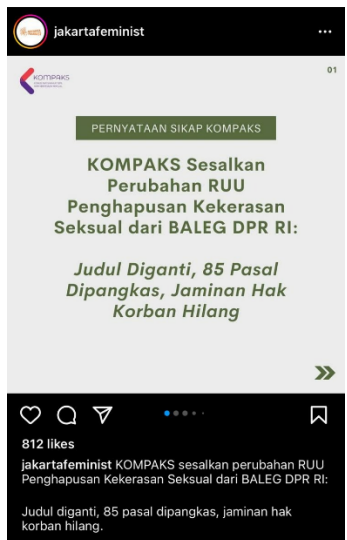 jakartafeminist
KOMPAKS
01
PERNYATAAN SIKAP KOMPAKS
KOMPAKS Sesalkan
Perubahan RUU
Penghapusan Kekerasan
Seksual dari BALEG DPR RI:
Judul Diganti, 85 Pasal
Dipangkas, Jaminan Hak
Korban Hilang
812 likes
jakartafeminist KOMPAKS sesalkan perubahan RUU
Penghapusan Kekerasan Seksual dari BALEG DPR RI:
Judul diganti, 85 pasal dipangkas, jaminan hak
korban hilang.